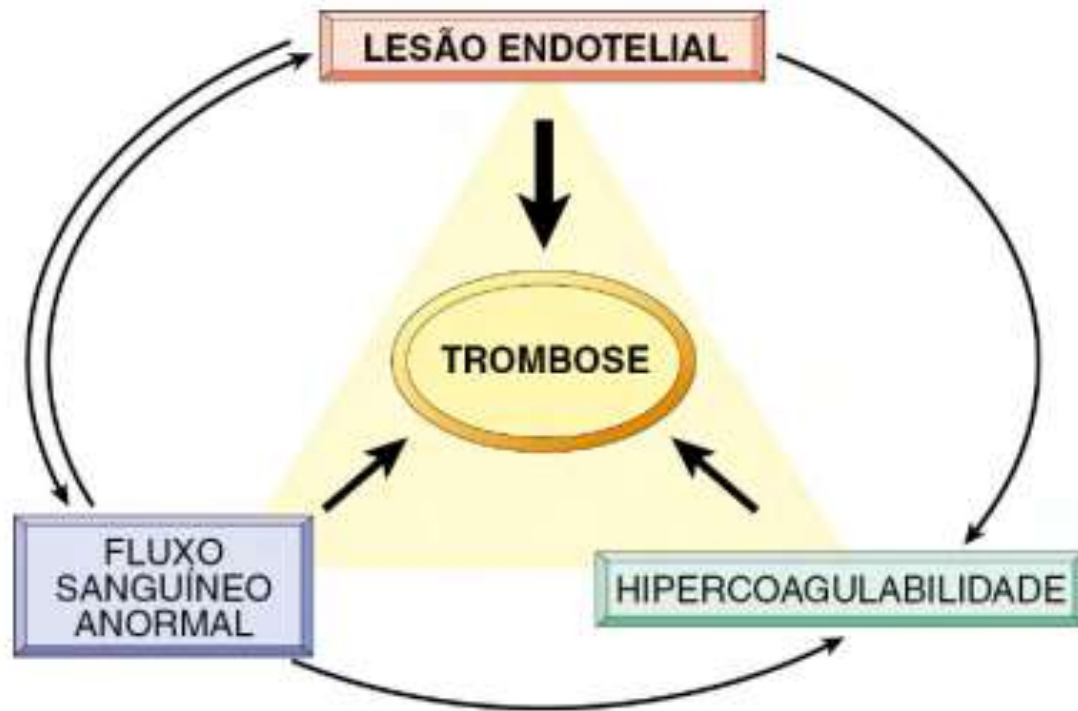 LESÃO ENDOTELIAL
TROMBOSE
FLUXO
SANGUÍNEO
ANORMAL
HIPERCOAGULABILIDADE